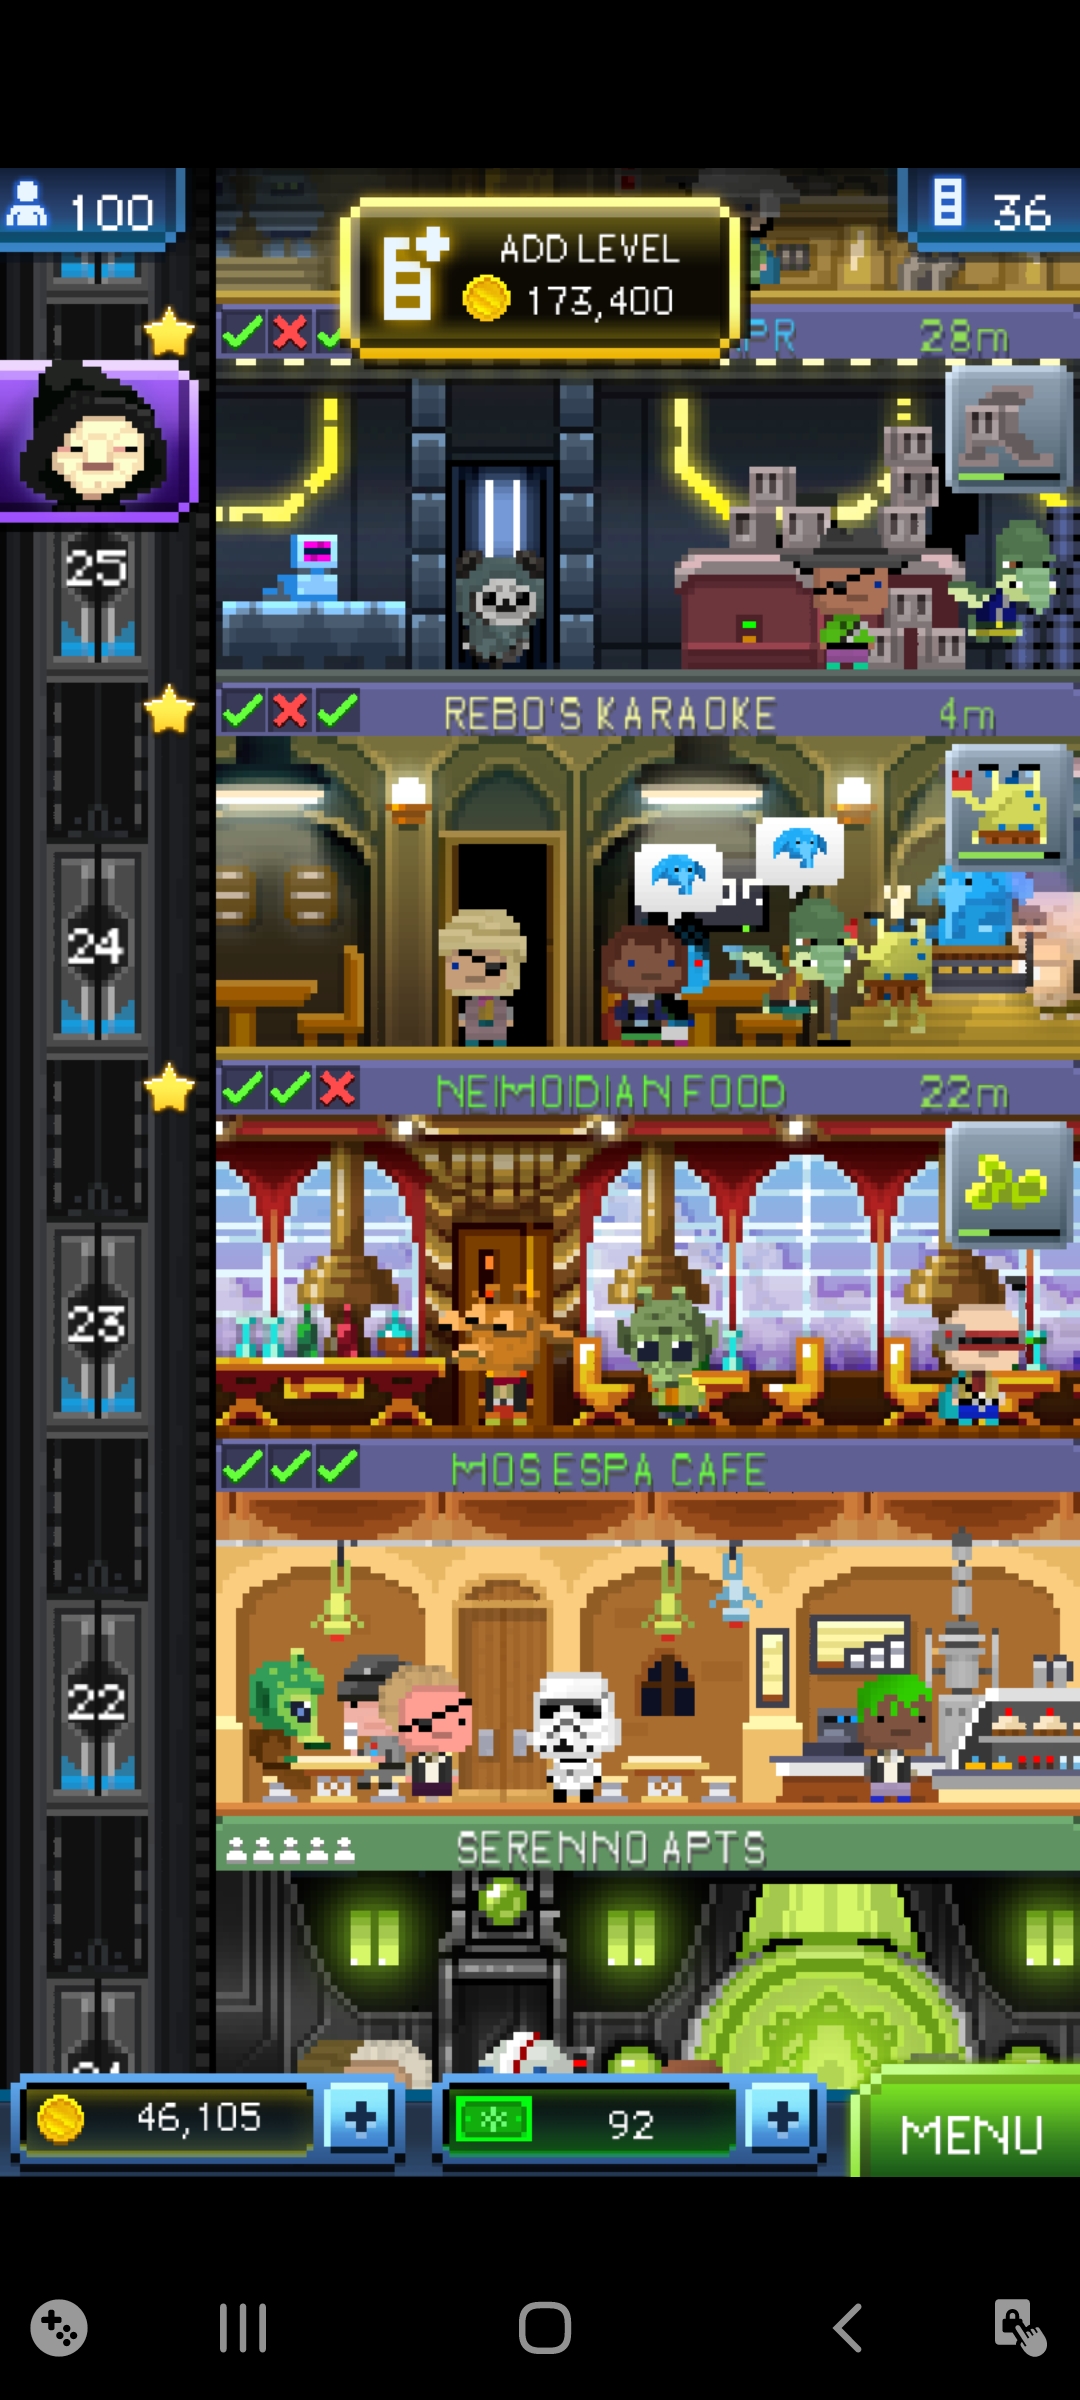 100
36
ADD LEVEL
173,400
PR
28m
25
REBO'S KARAOKE
4m
24
NEIMOIDIAN FOOD
22m
23
MOS ESPA CAFE
22
SERENNO APTS
46,105
92
MENU